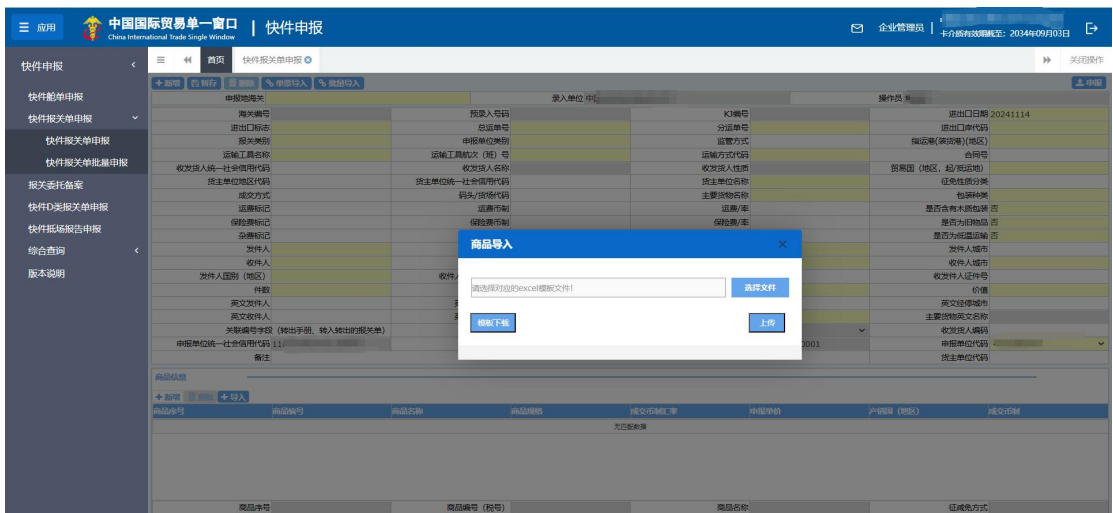 应用
中国国际贸易单一窗口 | 快件申报
China International Trade Single Window
企业管理员
卡介质有效期截至：2034年09月03日
快件申报
首页 快件报关单申报
关闭操作
快件舱单申报
快件报关单申报
快件报关单申报
快件报关单批量申报
报关委托备案
快件D类报关单申报
快件抵场报告申报
综合查询
版本说明
新增 暂存 删除 单票导入 批量导入 申报
申报地海关 录入单位 操作员
海关编号 预录入号码 KJ编号 进出口日期 20241114
进出口标志 总运单号 分运单号 进出口岸代码
报关类别 申报单位类别 监管方式 指运港(装货港)(地区)
运输工具名称 运输工具航次（班）号 运输方式代码 合同号
收发货人统一社会信用代码 收发货人名称 收发货人性质 贸易国（地区，起/抵运地）
货主单位地区代码 货主单位统一社会信用代码 货主单位名称 征免性质分类
成交方式 码头/货场代码 主要货物名称 包装种类
运费标记 运费币制 运费/率 是否含有木质包装 否
保险费标记 保险费币制 保险费/率 是否为旧物品 否
杂费标记 是否为低温运输 否
发件人 发件人城市
收件人 收件人城市
发件人国别（地区） 收件人 收发件人证件号
件数 价值
英文发件人 英文经停城市
英文收件人 主要货物英文名称
关联编号字段（转出手册、转入转出的报关单） 收发货人编码
申报单位统一社会信用代码 11 0001 申报单位代码
备注 货主单位代码
商品导入
请选择对应的excel模板文件!
选择文件
模板下载
上传
商品信息
新增 删除 导入
商品序号 商品编号 商品名称 商品规格 成交币制汇率 申报单价 产销国（地区） 成交币制
无匹配数据
商品序号 商品编号（税号） 商品名称 征减免方式